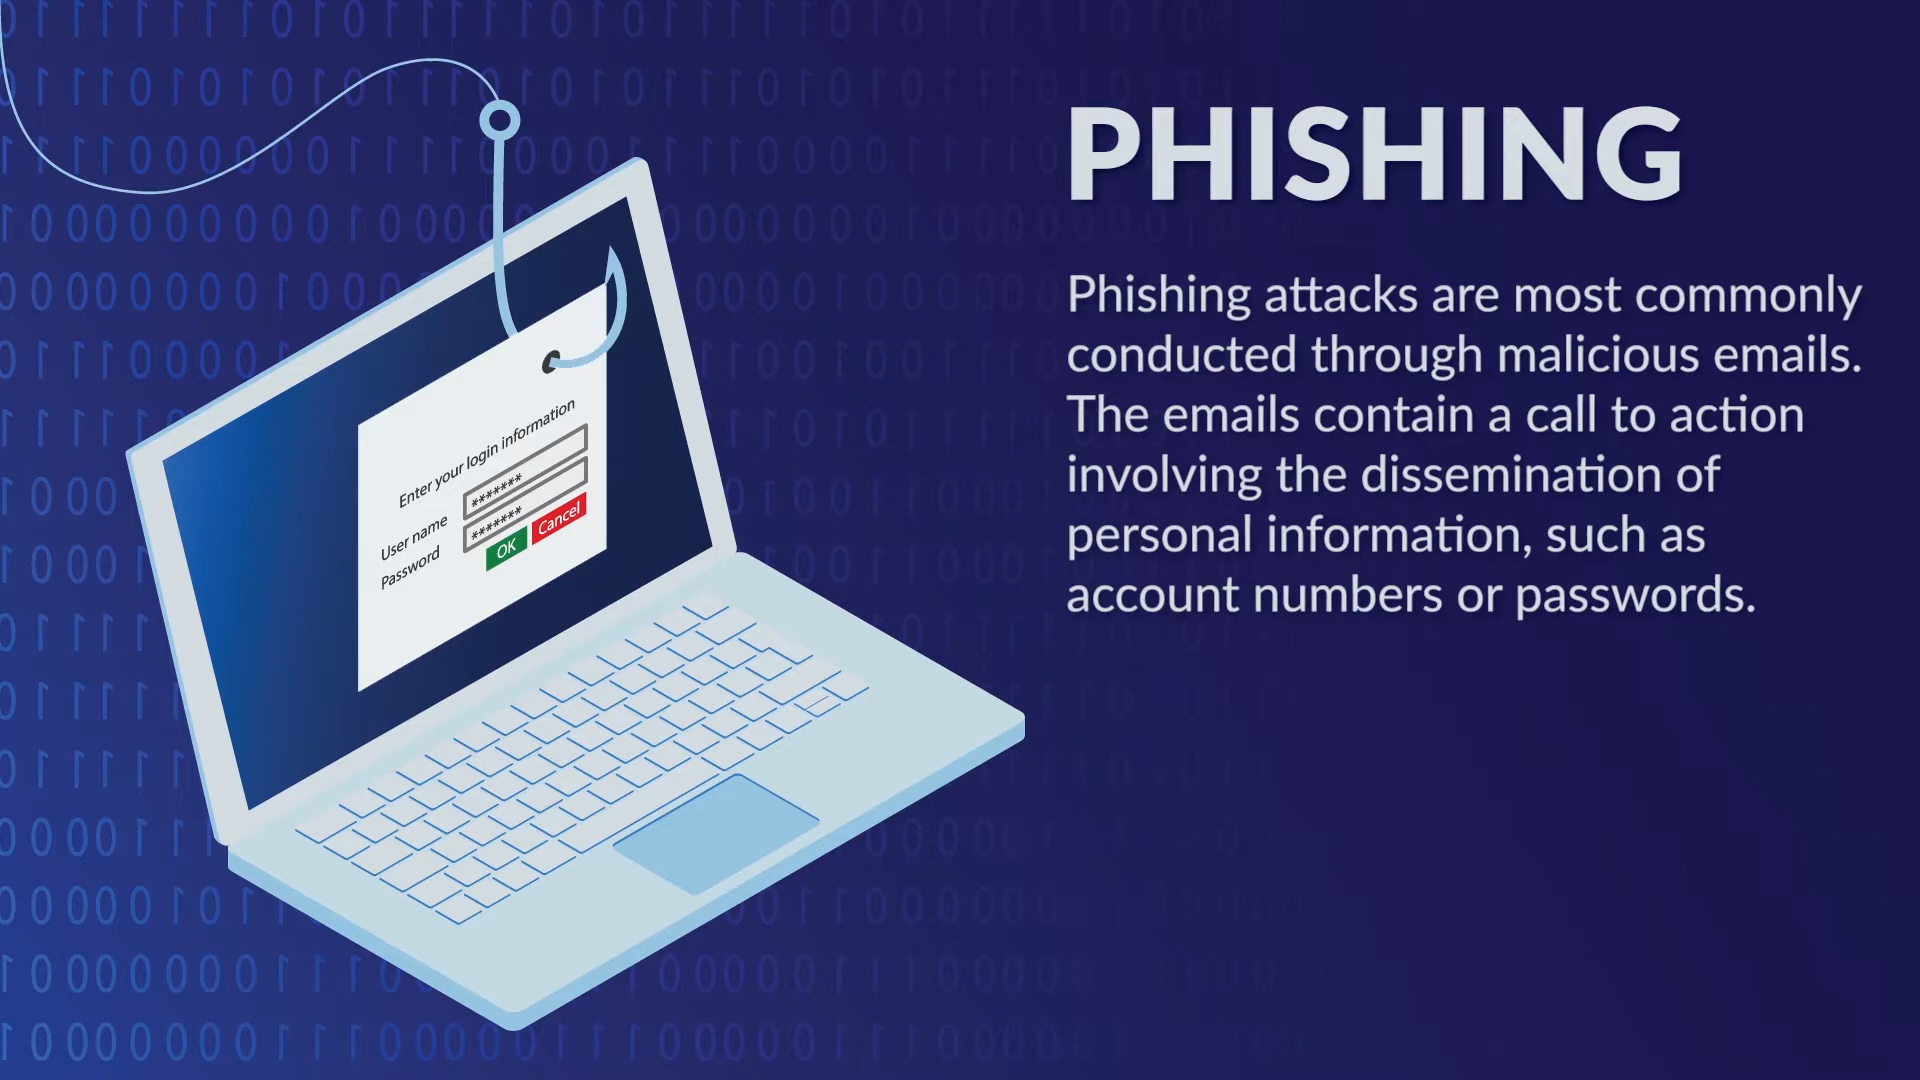 PHISHING
Phishing attacks are most commonly
conducted through malicious emails.
The emails contain a call to action
involving the dissemination of
personal information, such as
account numbers or passwords.
Enter your login information
User name *******
Password *******
OK Cancel